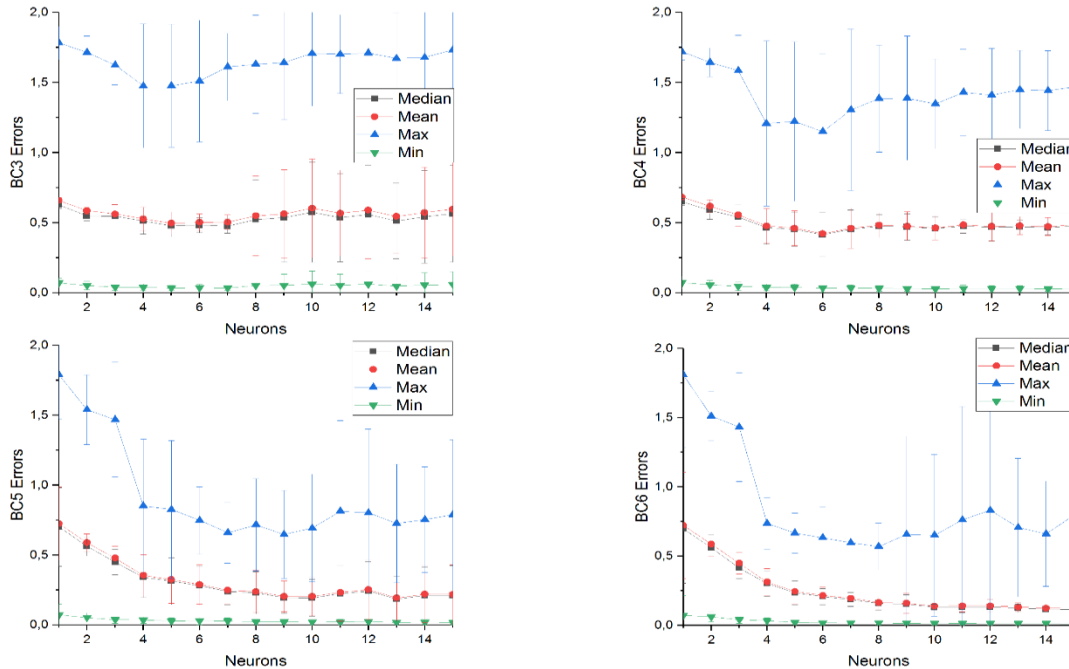 2,0
1,5
1,0
0,5
0,0
BC3 Errors
Median
Mean
Max
Min
2 4 6 8 10 12 14
Neurons
2,0
1,5
1,0
0,5
0,0
BC4 Errors
Median
Mean
Max
Min
2 4 6 8 10 12 14
Neurons
2,0
1,5
1,0
0,5
0,0
BC5 Errors
Median
Mean
Max
Min
2 4 6 8 10 12 14
Neurons
2,0
1,5
1,0
0,5
0,0
BC6 Errors
Median
Mean
Max
Min
2 4 6 8 10 12 14
Neurons